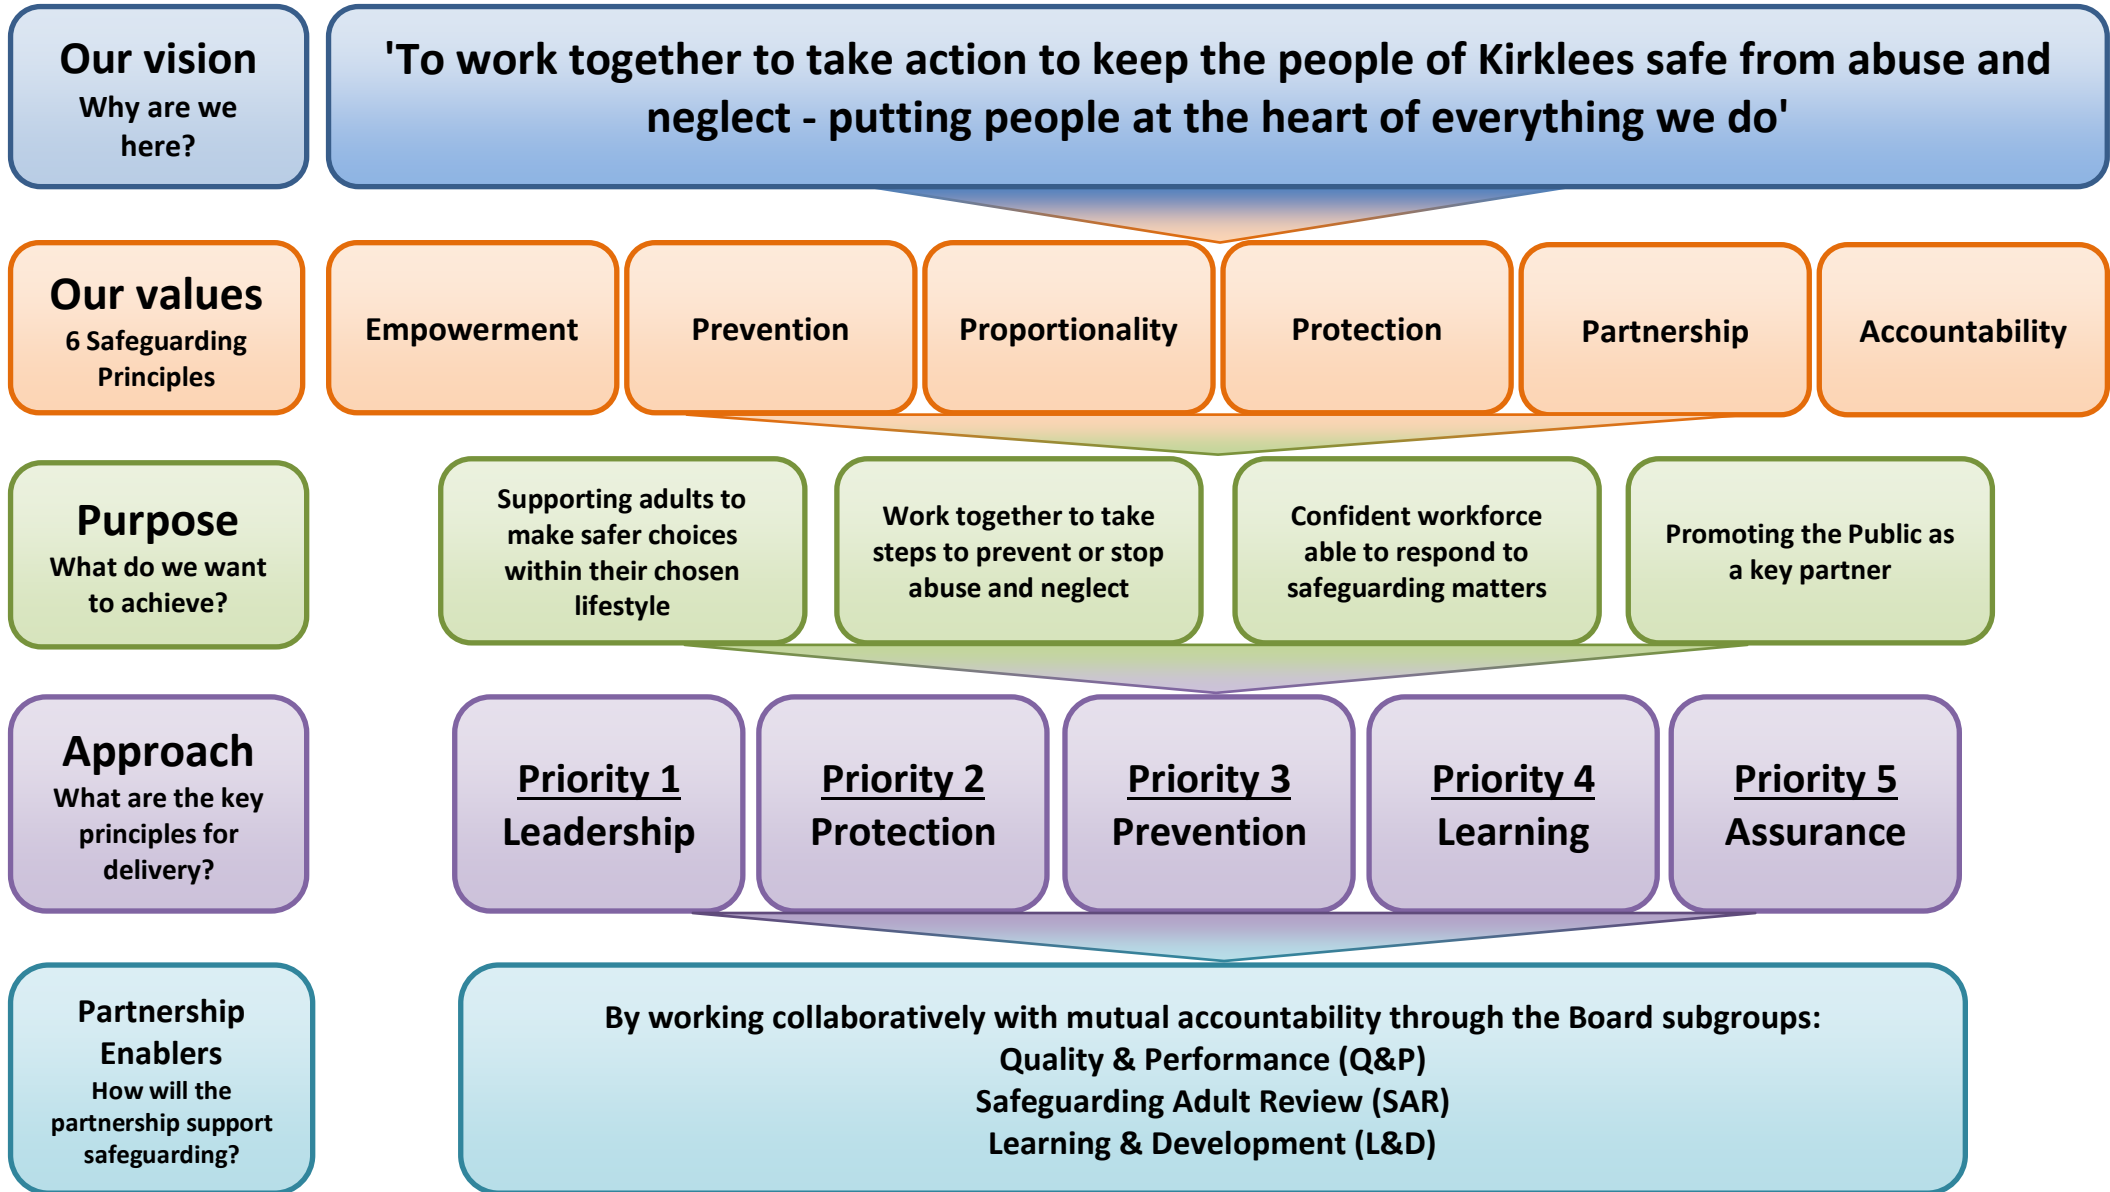 Our vision
Why are we
here?
'To work together to take action to keep the people of Kirklees safe from abuse and
neglect - putting people at the heart of everything we do'
Our values
6 Safeguarding
Principles
Empowerment
Prevention
Proportionality
Protection
Partnership
Accountability
Purpose
What do we want
to achieve?
Supporting adults to
make safer choices
within their chosen
lifestyle
Work together to take
steps to prevent or stop
abuse and neglect
Confident workforce
able to respond to
safeguarding matters
Promoting the Public as
a key partner
Approach
What are the key
principles for
delivery?
Priority 1
Leadership
Priority 2
Protection
Priority 3
Prevention
Priority 4
Learning
Priority 5
Assurance
Partnership
Enablers
How will the
partnership support
safeguarding?
By working collaboratively with mutual accountability through the Board subgroups:
Quality & Performance (Q&P)
Safeguarding Adult Review (SAR)
Learning & Development (L&D)